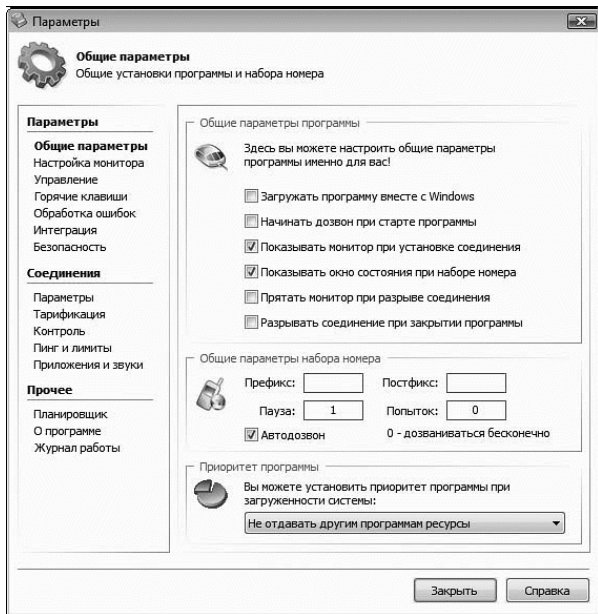 Параметры
Общие параметры
Общие установки программы и набора номера
Параметры
Общие параметры
Настройка монитора
Управление
Горячие клавиши
Обработка ошибок
Интеграция
Безопасность
Соединения
Параметры
Тарификация
Контроль
Пинг и лимиты
Приложения и звуки
Прочее
Планировщик
О программе
Журнал работы
Общие параметры программы
Здесь вы можете настроить общие параметры
программы именно для вас!
Загружать программу вместе с Windows
Начинать дозвон при старте программы
Показывать монитор при установке соединения
Показывать окно состояния при наборе номера
Прятать монитор при разрыве соединения
Разрывать соединение при закрытии программы
Общие параметры набора номера
Префикс: Постфикс:
Пауза: 1 Попыток: 0
Автодозвон 0 - дозваниваться бесконечно
Приоритет программы
Вы можете установить приоритет программы при
загруженности системы:
Не отдавать другим программам ресурсы
Закрыть Справка